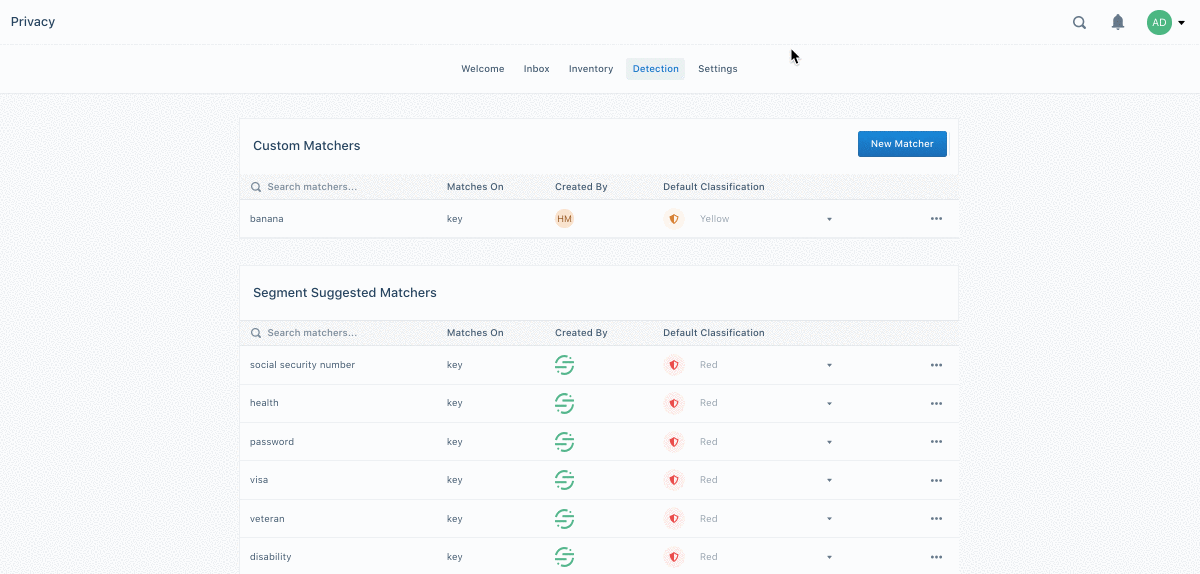 Privacy
AD
Welcome Inbox Inventory Detection Settings
Custom Matchers
New Matcher
Search matchers... Matches On Created By Default Classification
banana key HM Yellow
Segment Suggested Matchers
Search matchers... Matches On Created By Default Classification
social security number key Red
health key Red
password key Red
visa key Red
veteran key Red
disability key Red